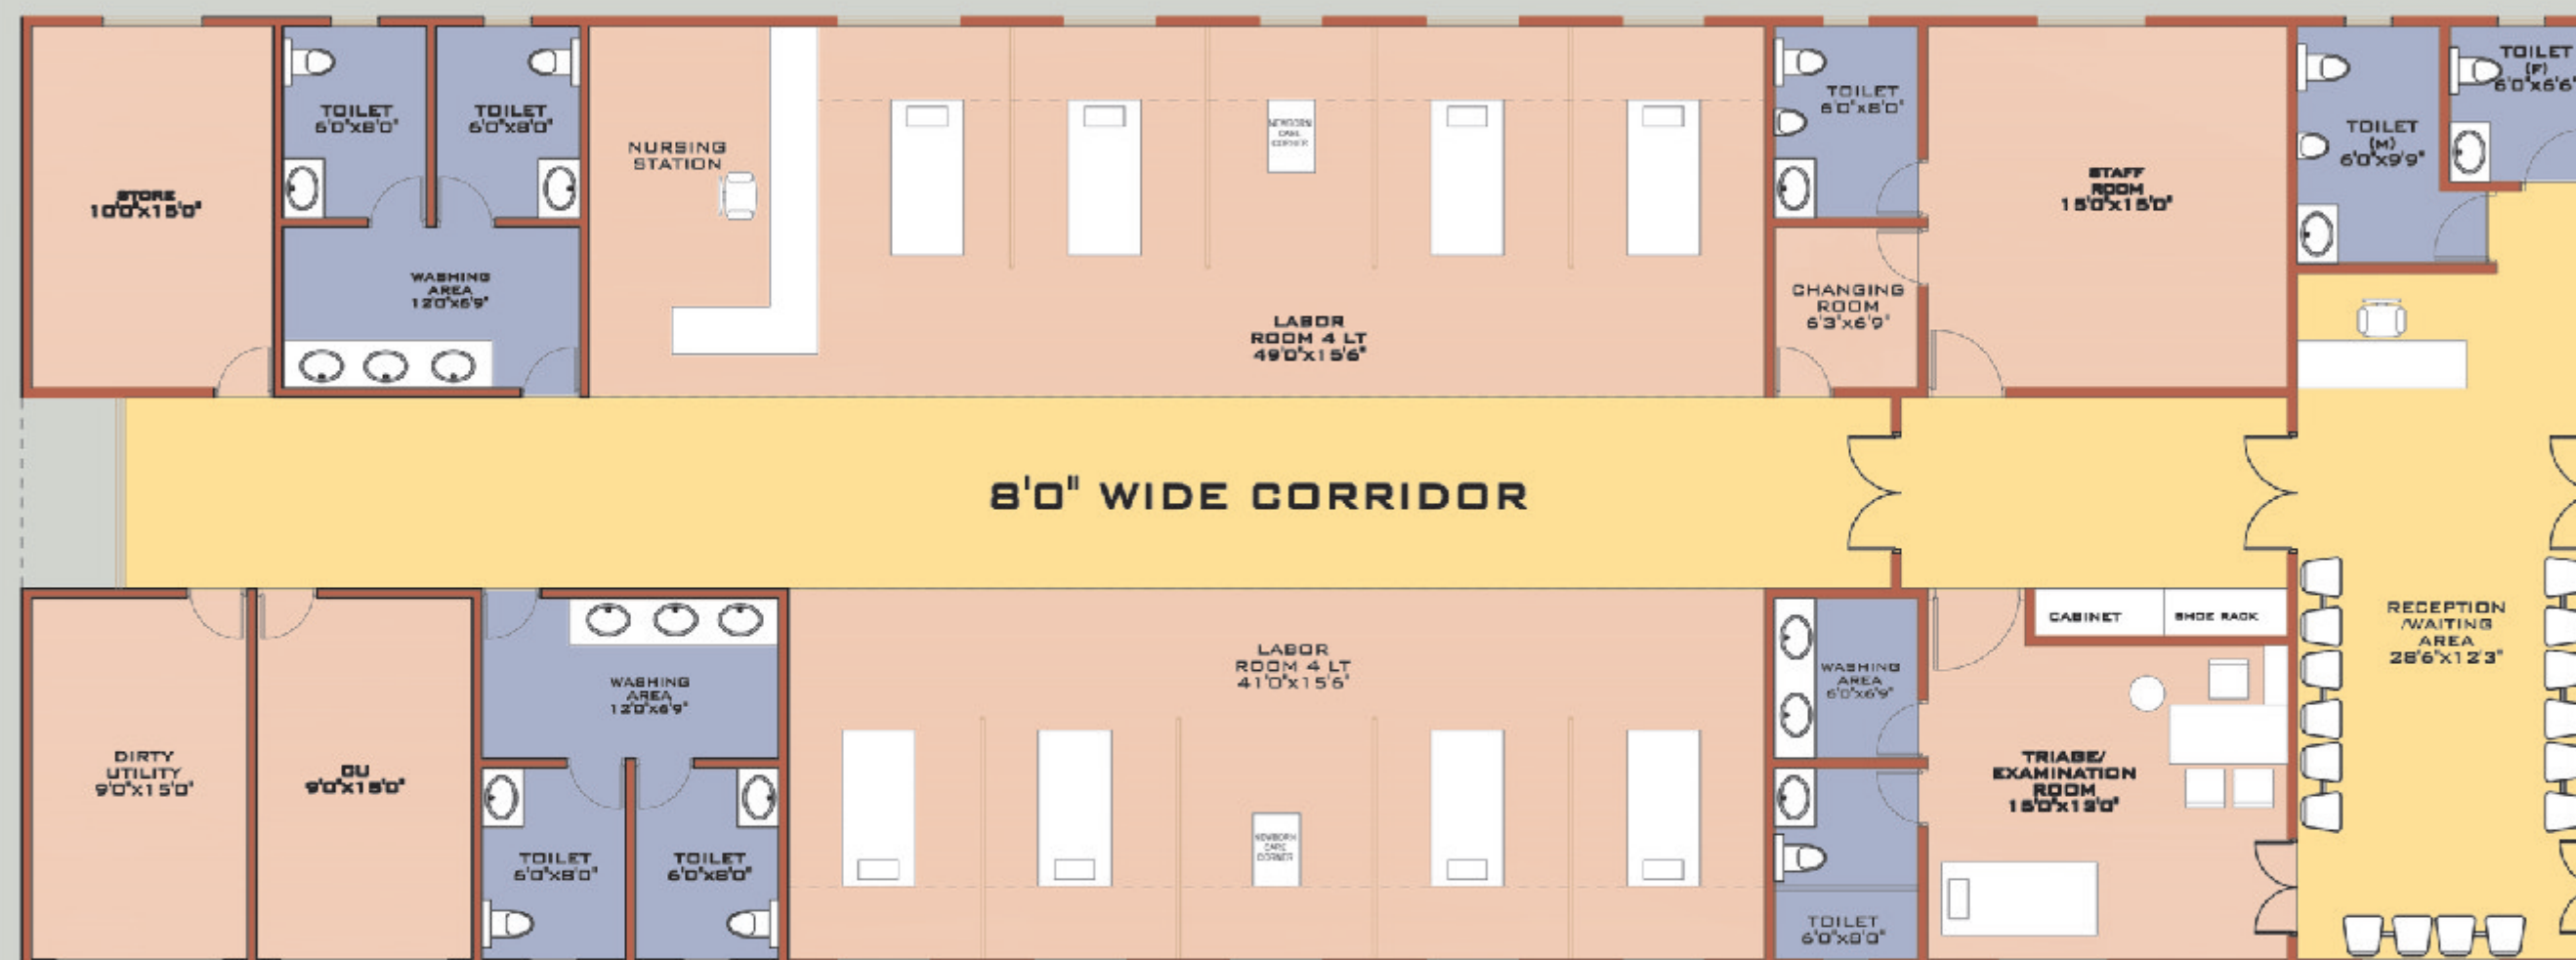 STORE
10'0"X15'0"
TOILET
6'0"X8'0"
TOILET
6'0"X8'0"
WASHING
AREA
12'0"X6'9"
NURSING
STATION
NEWBORN
CARE
CORNER
LABOR
ROOM 4 LT
49'0"X15'6"
TOILET
6'0"X8'0"
CHANGING
ROOM
6'3"X6'9"
STAFF
ROOM
15'0"X15'0"
TOILET
(M)
6'0"X9'9"
TOILET
(F)
6'0"X6'6"
8'0" WIDE CORRIDOR
DIRTY
UTILITY
9'0"X15'0"
9'0"X15'0"
WASHING
AREA
12'0"X6'9"
TOILET
6'0"X8'0"
TOILET
6'0"X8'0"
LABOR
ROOM 4 LT
41'0"X15'6"
NEWBORN
CARE
CORNER
WASHING
AREA
6'0"X6'9"
TOILET
6'0"X8'0"
CABINET
SHOE RACK
TRIAGE/
EXAMINATION
ROOM
RECEPTION
/WAITING
AREA
28'6"X12'3"